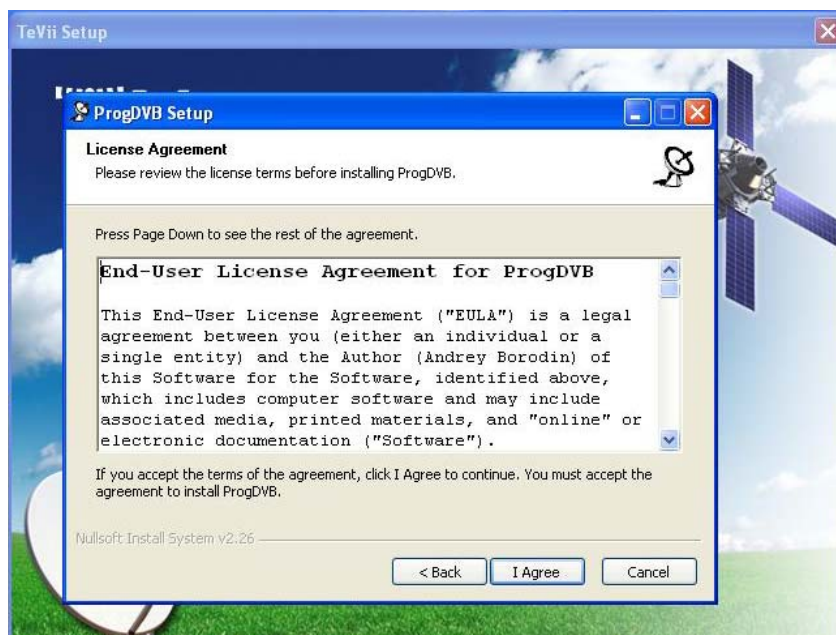 TeVii Setup
ProgDVB Setup
License Agreement
Please review the license terms before installing ProgDVB.
Press Page Down to see the rest of the agreement.
End-User License Agreement for ProgDVB
This End-User License Agreement ("EULA") is a legal
agreement between you (either an individual or a
single entity) and the Author (Andrey Borodin) of
this Software for the Software, identified above,
which includes computer software and may include
associated media, printed materials, and "online" or
electronic documentation ("Software").
If you accept the terms of the agreement, click I Agree to continue. You must accept the
agreement to install ProgDVB.
Nullsoft Install System v2.26
< Back
I Agree
Cancel